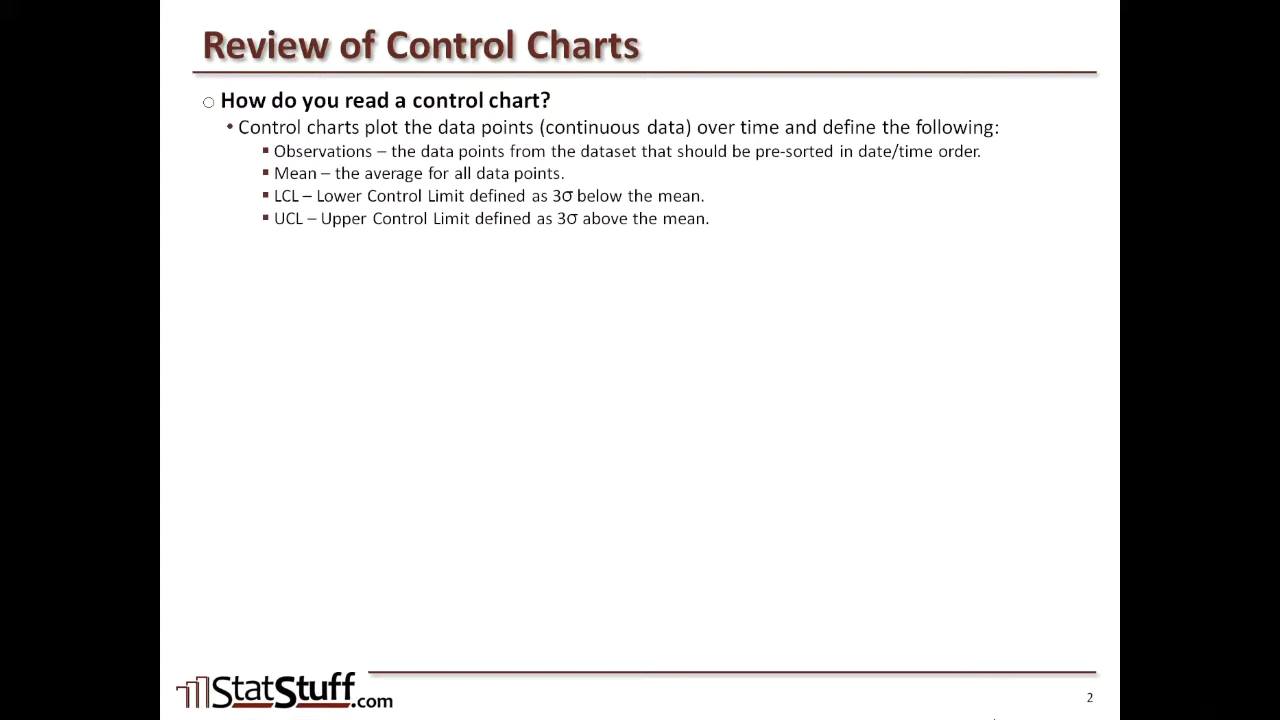 Review of Control Charts
○ How do you read a control chart?
• Control charts plot the data points (continuous data) over time and define the following:
▪ Observations – the data points from the dataset that should be pre-sorted in date/time order.
▪ Mean – the average for all data points.
▪ LCL – Lower Control Limit defined as 3σ below the mean.
▪ UCL – Upper Control Limit defined as 3σ above the mean.
StatStuff.com
2